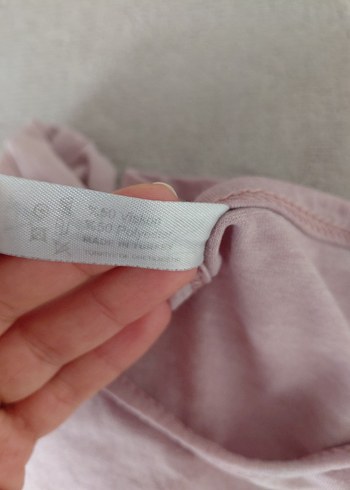 %50 Viskon
%50 Polyester
MADE IN TURKEY